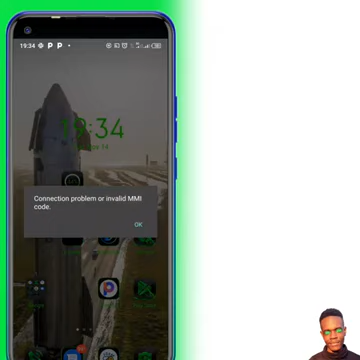 19:34 P P
19:34
Connection problem or invalid MMI
code.
OK